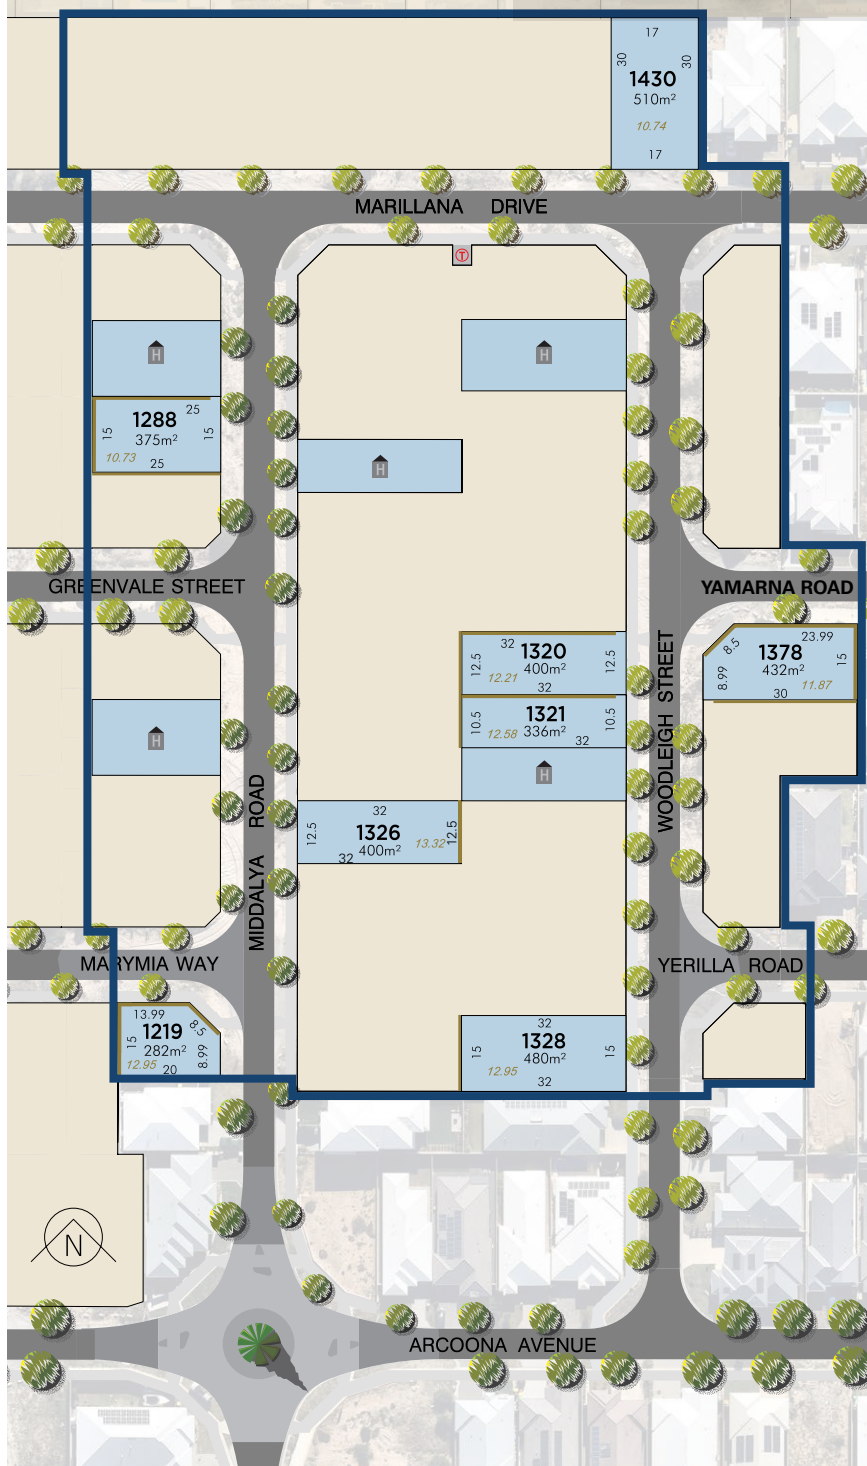 17
30
30
1430
510m²
10.74
17
MARILLANA DRIVE
T
H
H
25
1288
15
375m²
15
10.73
25
H
GREENVALE STREET
YAMARNA ROAD
32
1320
12.5
400m²
12.5
12.21
32
23.99
8.5
1378
15
8.99
432m²
11.87
30
1321
10.5
336m²
10.5
12.58
32
WOODLEIGH STREET
H
H
MIDDALYA ROAD
32
12.5
1326
400m²
13.32
12.5
32
MARYMIA WAY
YERILLA ROAD
13.99
8.5
15
1219
282m²
8.99
12.95
20
32
1328
15
480m²
15
12.95
32
N
ARCOONA AVENUE